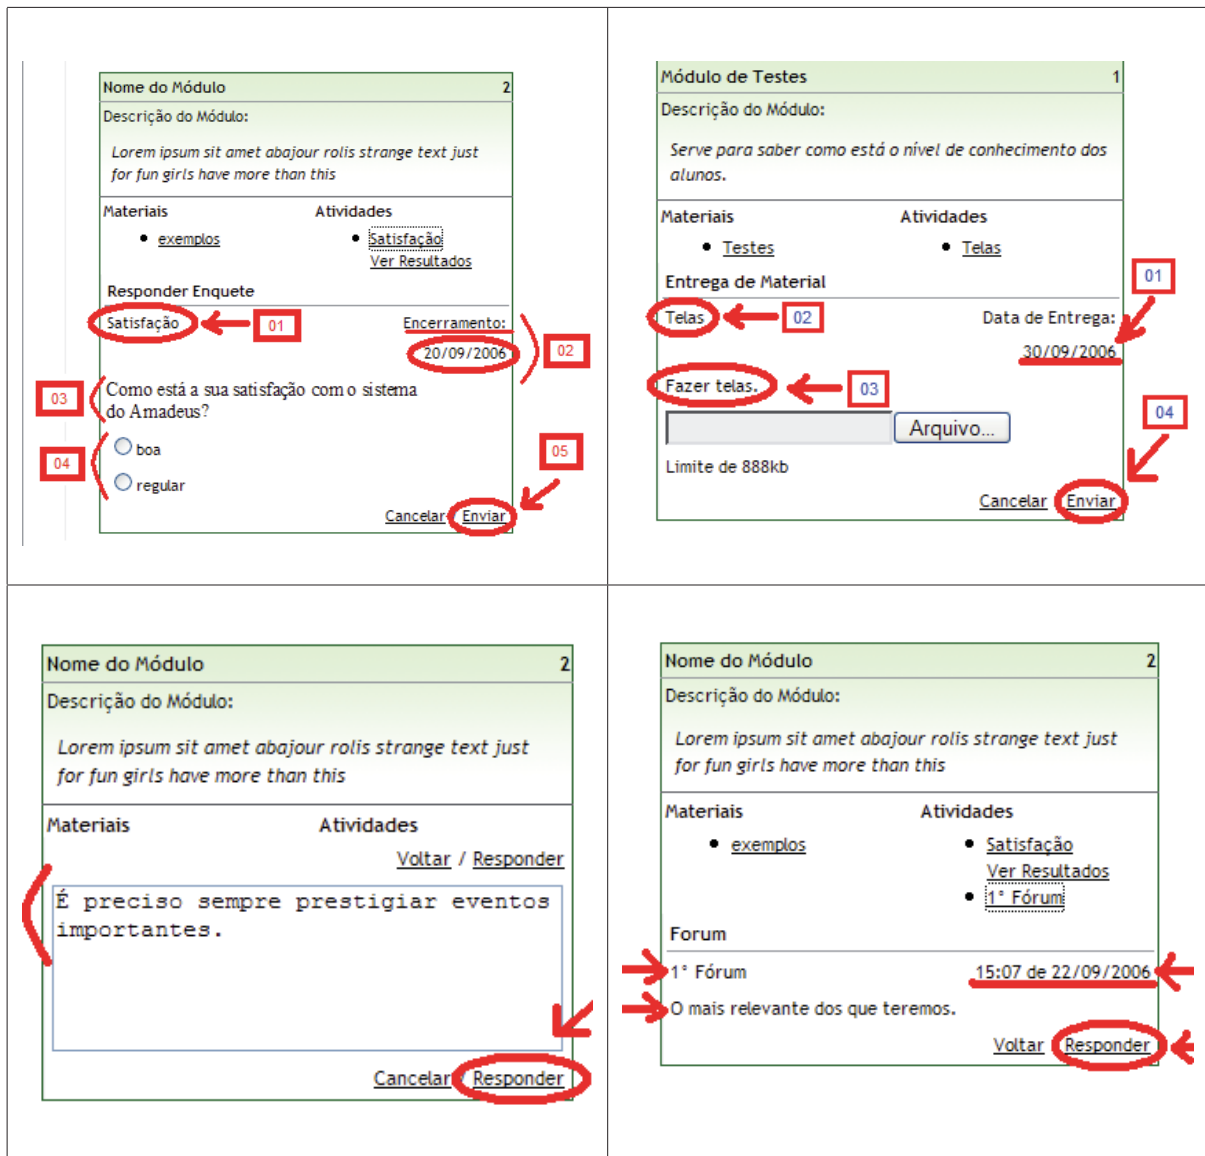 Nome do Módulo 2
Descrição do Módulo:
Lorem ipsum sit amet abajour rolis strange text just
for fun girls have more than this
Materiais Atividades
exemplos Satisfação
Ver Resultados
Responder Enquete
Satisfação 01 Encerramento:
20/09/2006 02
03 Como está a sua satisfação com o sistema
do Amadeus?
boa
04 05
regular
Cancelar Enviar
Módulo de Testes 1
Descrição do Módulo:
Serve para saber como está o nível de conhecimento dos
alunos.
Materiais Atividades
Testes Telas
01
Entrega de Material
Telas 02 Data de Entrega:
30/09/2006
Fazer telas. 03
04
Arquivo...
Limite de 888kb
Cancelar Enviar
Nome do Módulo 2
Descrição do Módulo:
Lorem ipsum sit amet abajour rolis strange text just
for fun girls have more than this
Materiais Atividades
Voltar / Responder
É preciso sempre prestigiar eventos
importantes.
Cancelar / Responder
Nome do Módulo 2
Descrição do Módulo:
Lorem ipsum sit amet abajour rolis strange text just
for fun girls have more than this
Materiais Atividades
exemplos Satisfação
Ver Resultados
1° Fórum
Forum
1° Fórum 15:07 de 22/09/2006
O mais relevante dos que teremos.
Voltar Responder